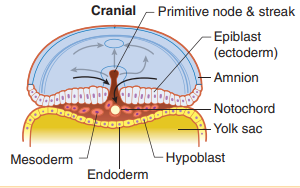 Cranial
Primitive node & streak
Epiblast
(ectoderm)
Amnion
Notochord
Yolk sac
Hypoblast
Mesoderm
Endoderm